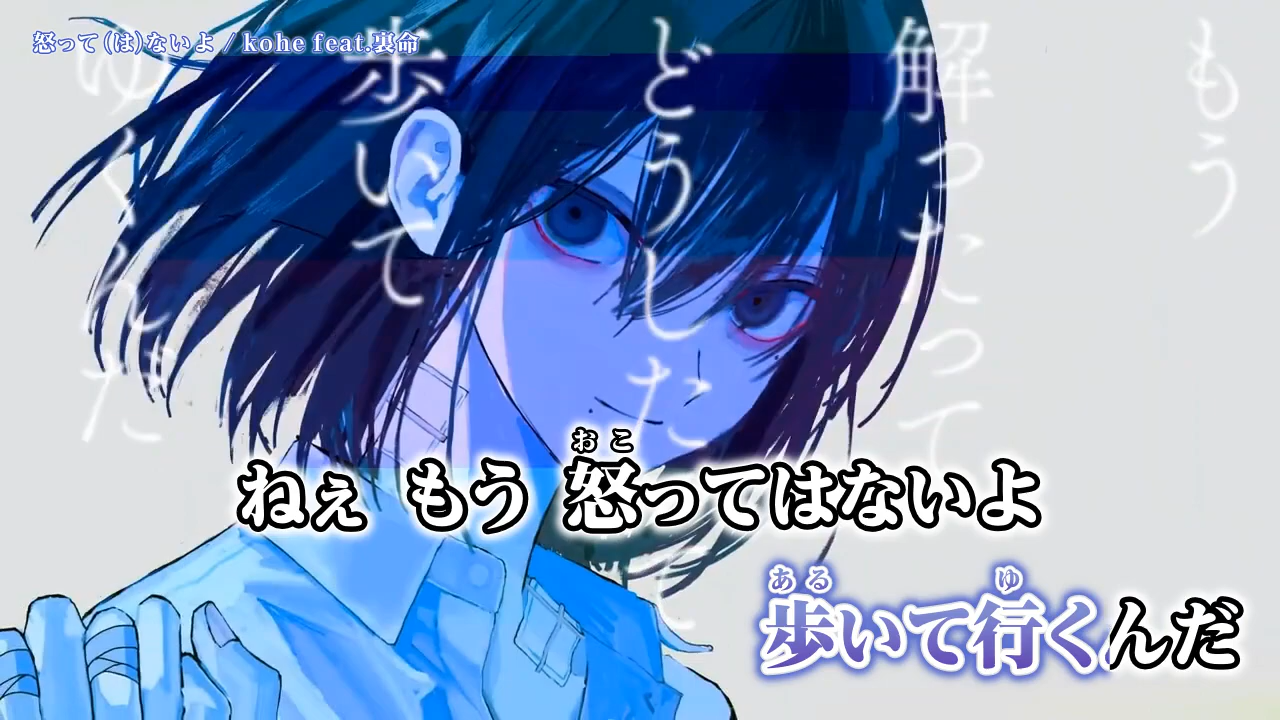 怒って(は)ないよ / kohe feat.裏命
もう
解ったって
どうした
歩いて
ゆくんだ
おこ
ねぇ もう 怒ってはないよ
ある ゆ
歩いて行くんだ